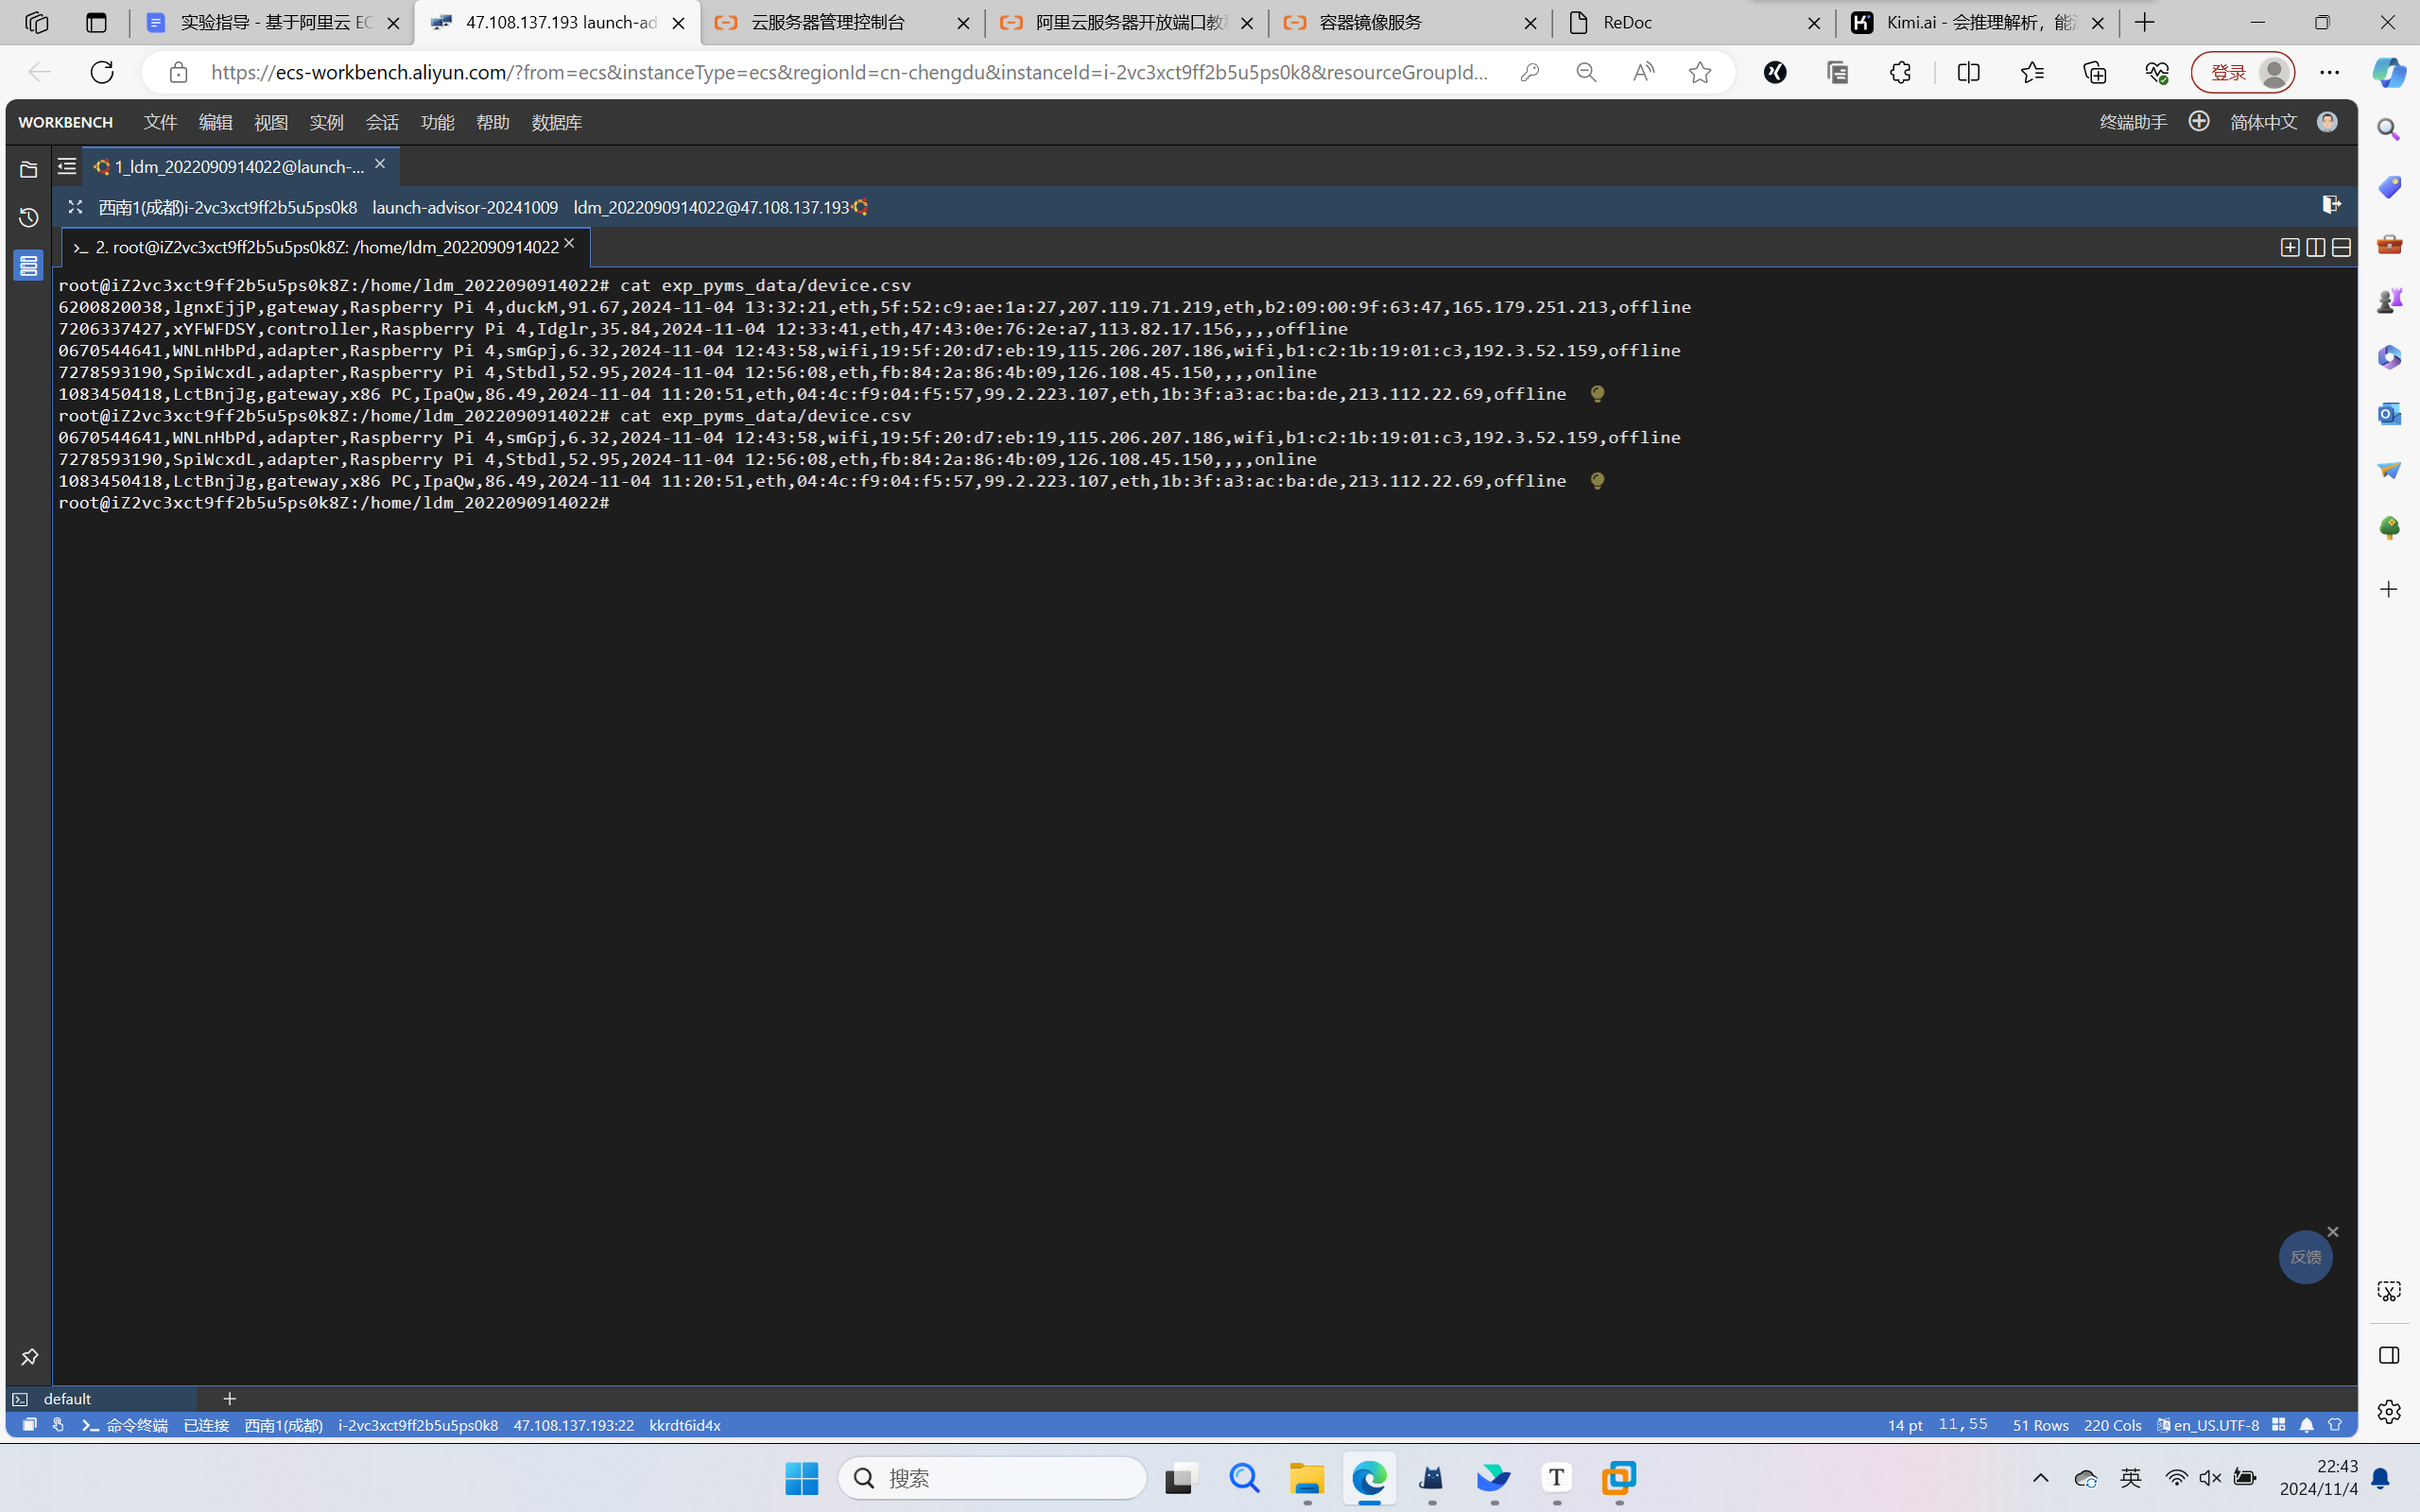 实验指导 - 基于阿里云 EC
47.108.137.193 launch-ad
云服务器管理控制台
阿里云服务器开放端口教
容器镜像服务
ReDoc
Kimi.ai - 会推理解析，能
https://ecs-workbench.aliyun.com/?from=ecs&instanceType=ecs&regionId=cn-chengdu&instanceId=i-2vc3xct9ff2b5u5ps0k8&resourceGroupId...
登录
WORKBENCH 文件 编辑 视图 实例 会话 功能 帮助 数据库
终端助手 简体中文
1_ldm_2022090914022@launch-...
西南1(成都)i-2vc3xct9ff2b5u5ps0k8 launch-advisor-20241009 ldm_2022090914022@47.108.137.193
2. root@iZ2vc3xct9ff2b5u5ps0k8Z: /home/ldm_2022090914022
root@iZ2vc3xct9ff2b5u5ps0k8Z:/home/ldm_2022090914022# cat exp_pyms_data/device.csv
6200820038,lgnxEjjP,gateway,Raspberry Pi 4,duckM,91.67,2024-11-04 13:32:21,eth,5f:52:c9:ae:1a:27,207.119.71.219,eth,b2:09:00:9f:63:47,165.179.251.213,offline
7206337427,xYFWFDSY,controller,Raspberry Pi 4,Idglr,35.84,2024-11-04 12:33:41,eth,47:43:0e:76:2e:a7,113.82.17.156,,,,offline
0670544641,WNLnHbPd,adapter,Raspberry Pi 4,smGpj,6.32,2024-11-04 12:43:58,wifi,19:5f:20:d7:eb:19,115.206.207.186,wifi,b1:c2:1b:19:01:c3,192.3.52.159,offline
7278593190,SpiWcxdL,adapter,Raspberry Pi 4,Stbdl,52.95,2024-11-04 12:56:08,eth,fb:84:2a:86:4b:09,126.108.45.150,,,,online
1083450418,LctBnjJg,gateway,x86 PC,IpaQw,86.49,2024-11-04 11:20:51,eth,04:4c:f9:04:f5:57,99.2.223.107,eth,1b:3f:a3:ac:ba:de,213.112.22.69,offline
root@iZ2vc3xct9ff2b5u5ps0k8Z:/home/ldm_2022090914022# cat exp_pyms_data/device.csv
0670544641,WNLnHbPd,adapter,Raspberry Pi 4,smGpj,6.32,2024-11-04 12:43:58,wifi,19:5f:20:d7:eb:19,115.206.207.186,wifi,b1:c2:1b:19:01:c3,192.3.52.159,offline
7278593190,SpiWcxdL,adapter,Raspberry Pi 4,Stbdl,52.95,2024-11-04 12:56:08,eth,fb:84:2a:86:4b:09,126.108.45.150,,,,online
1083450418,LctBnjJg,gateway,x86 PC,IpaQw,86.49,2024-11-04 11:20:51,eth,04:4c:f9:04:f5:57,99.2.223.107,eth,1b:3f:a3:ac:ba:de,213.112.22.69,offline
root@iZ2vc3xct9ff2b5u5ps0k8Z:/home/ldm_2022090914022#
反馈
default
命令终端 已连接 西南1(成都) i-2vc3xct9ff2b5u5ps0k8 47.108.137.193:22 kkrdt6id4x
14 pt 11,55 51 Rows 220 Cols en_US.UTF-8
搜索
英
22:43
2024/11/4